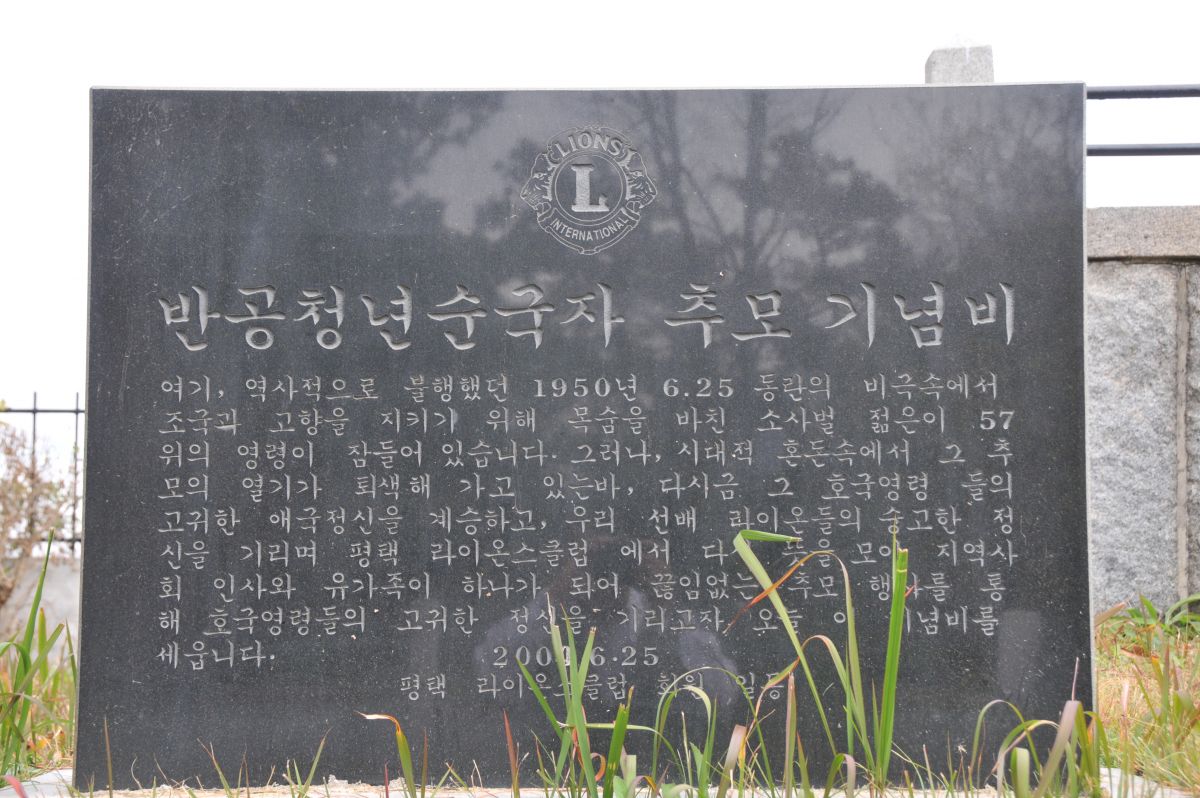 LIONS
L
INTERNATIONAL
반공청년순국자 추모 기념비
여기, 역사적으로 불행했던 1950년 6.25 동란의 비극속에서
조국과 고향을 지키기 위해 목숨을 바친 소사벌 젊은이 57
위의 영령이 잠들어 있습니다. 그러나, 시대적 혼돈속에서 그 추
모의 열기가 퇴색해 가고 있는바, 다시금 그 호국영령 들의
고귀한 애국정신을 계승하고, 우리 선배 라이온들의 숭고한 정
신을 기리며 평택 라이온스클럽 에서 지역사
회 인사와 유가족이 하나가 되어 끊임없는 추모 행사를 통
해 호국영령들의 고귀한 정신을 기리고자 오늘 이 기념비를
세웁니다. 6.25
평택 라이온스클럽 회원 일동